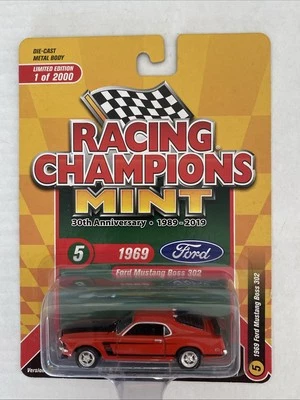 DIE-CAST
METAL BODY
LIMITED EDITION
1 of 2000
RACING
CHAMPIONS
MINT
30th Anniversary • 1989-2019
5 1969 Ford
Ford Mustang Boss 302
Version
5 1969 Ford Mustang Boss 302